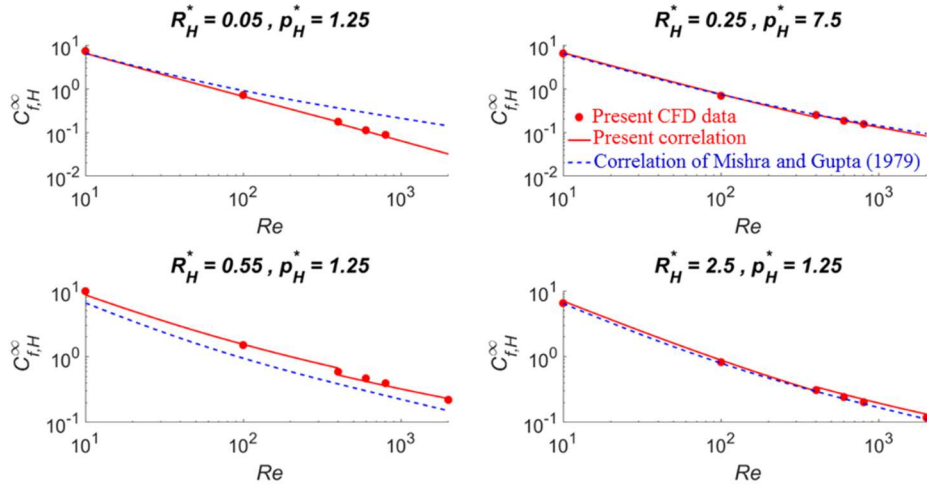 R*H = 0.05 , p*H = 1.25
C∞f,H
10^1
10^0
10^-1
10^-2
10^1
10^2
10^3
Re
R*H = 0.25 , p*H = 7.5
C∞f,H
10^1
10^0
10^-1
10^-2
Present CFD data
Present correlation
Correlation of Mishra and Gupta (1979)
10^1
10^2
10^3
Re
R*H = 0.55 , p*H = 1.25
C∞f,H
10^1
10^0
10^-1
10^1
10^2
10^3
Re
R*H = 2.5 , p*H = 1.25
C∞f,H
10^1
10^0
10^-1
10^1
10^2
10^3
Re